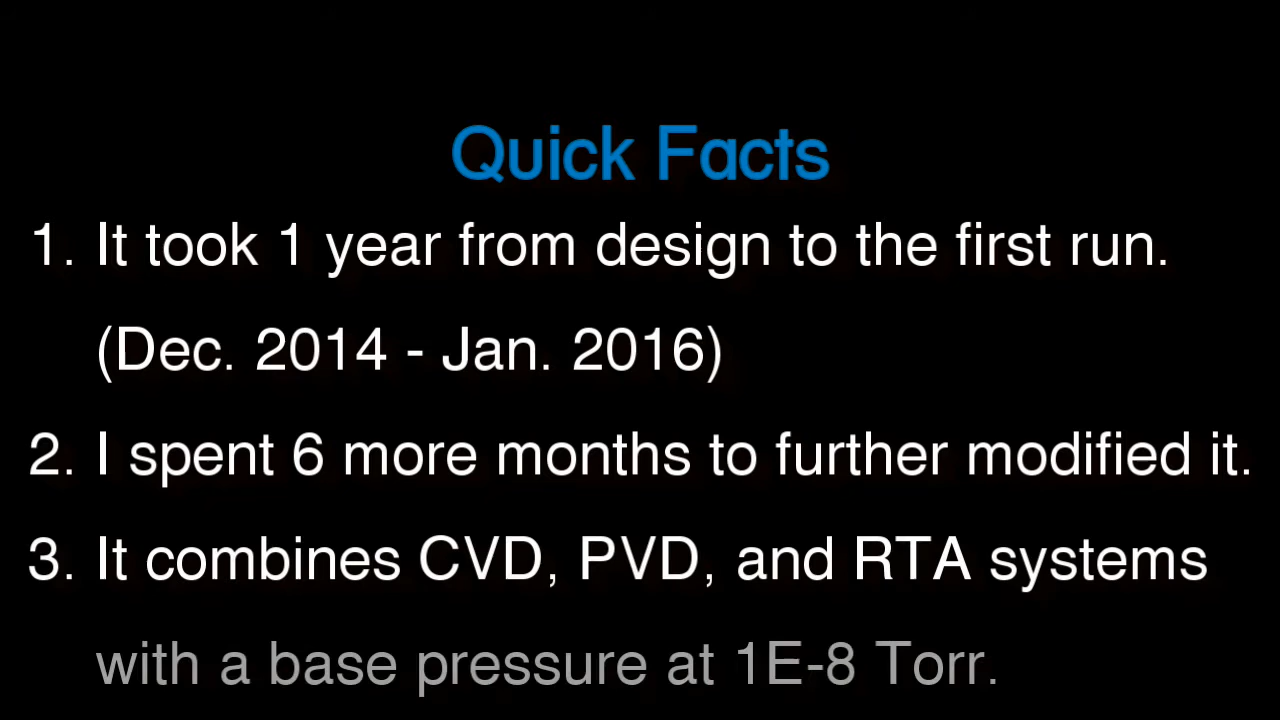 Quick Facts
1. It took 1 year from design to the first run.
(Dec. 2014 - Jan. 2016)
2. I spent 6 more months to further modified it.
3. It combines CVD, PVD, and RTA systems
with a base pressure at 1E-8 Torr.